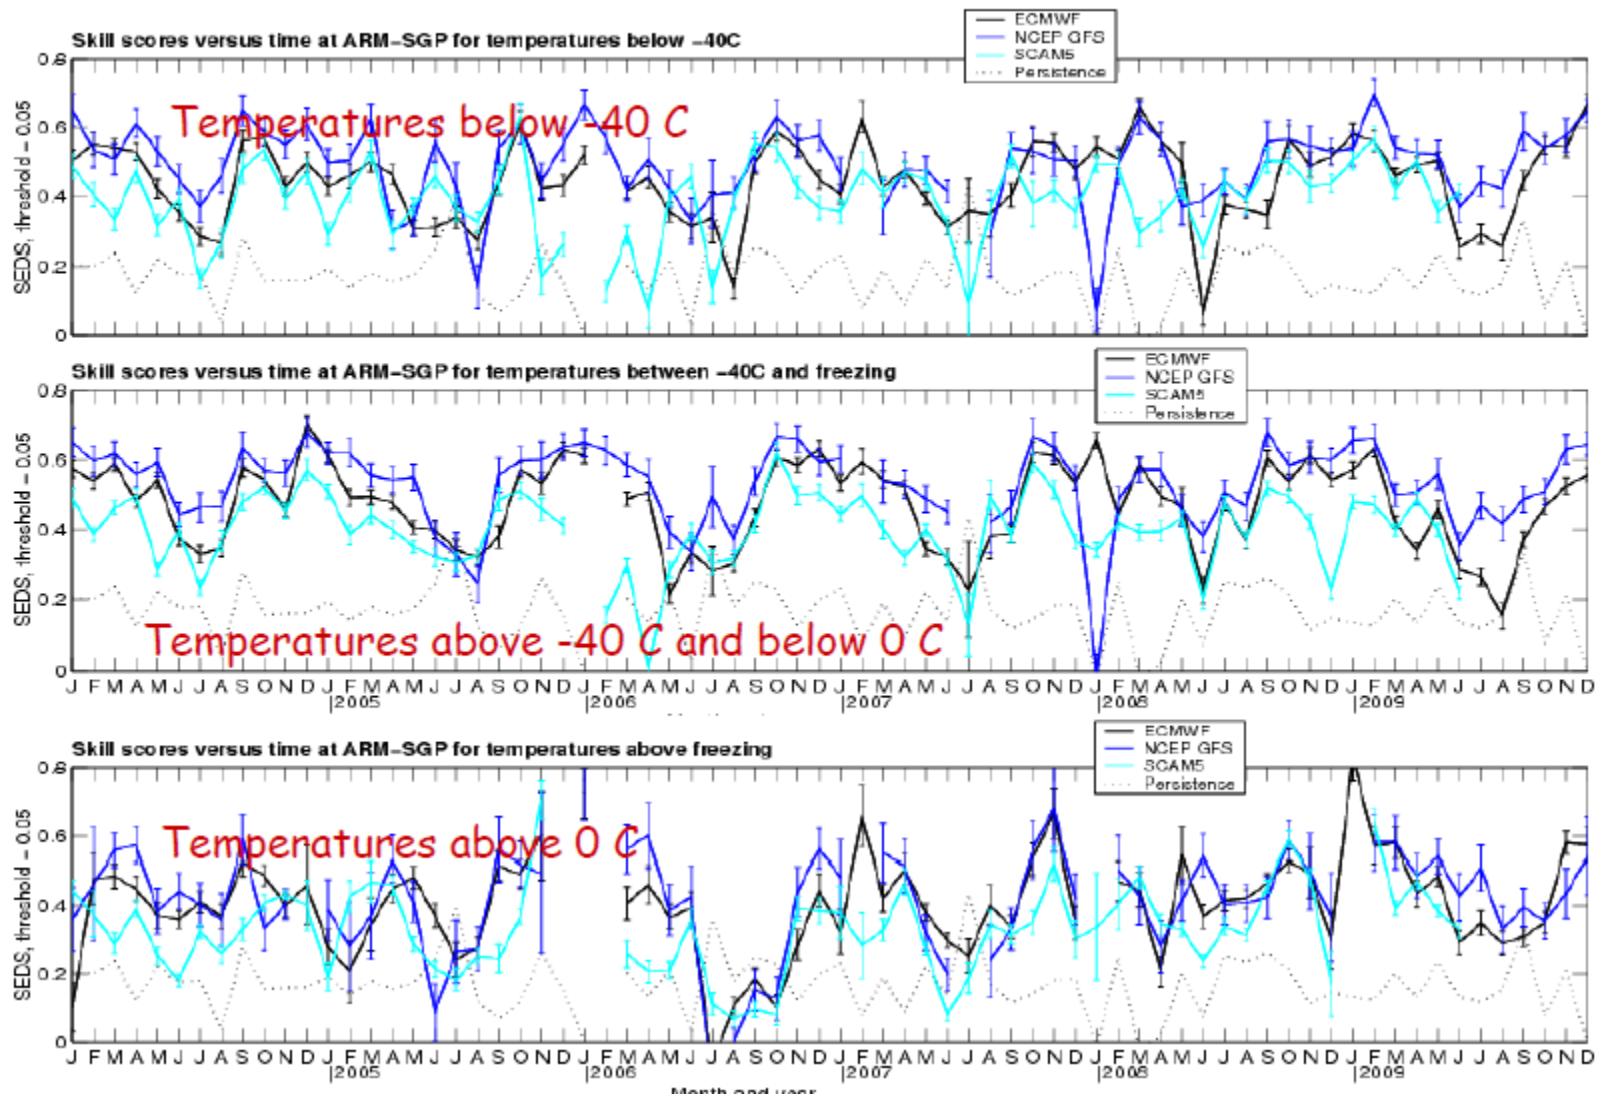 Skill scores versus time at ARM-SGP for temperatures below -40C
ECMWF
NCEP GFS
SCAM5
Persistence
Temperatures below -40 C
SEDS, threshold - 0.05
0.8
0.6
0.4
0.2
0
Skill scores versus time at ARM-SGP for temperatures between -40C and freezing
ECMWF
NCEP GFS
SCAM5
Persistence
SEDS, threshold - 0.05
0.8
0.6
0.4
0.2
0
Temperatures above -40 C and below 0 C
J F M A M J J A S O N D J F M A M J J A S O N D J F M A M J J A S O N D J F M A M J J A S O N D J F M A M J J A S O N D J F M A M J J A S O N D
|2005 |2006 |2007 |2008 |2009
Skill scores versus time at ARM-SGP for temperatures above freezing
ECMWF
NCEP GFS
SCAM5
Persistence
Temperatures above 0 C
SEDS, threshold - 0.05
0.8
0.6
0.4
0.2
0
J F M A M J J A S O N D J F M A M J J A S O N D J F M A M J J A S O N D J F M A M J J A S O N D J F M A M J J A S O N D J F M A M J J A S O N D
|2005 |2006 |2007 |2008 |2009
Month and year